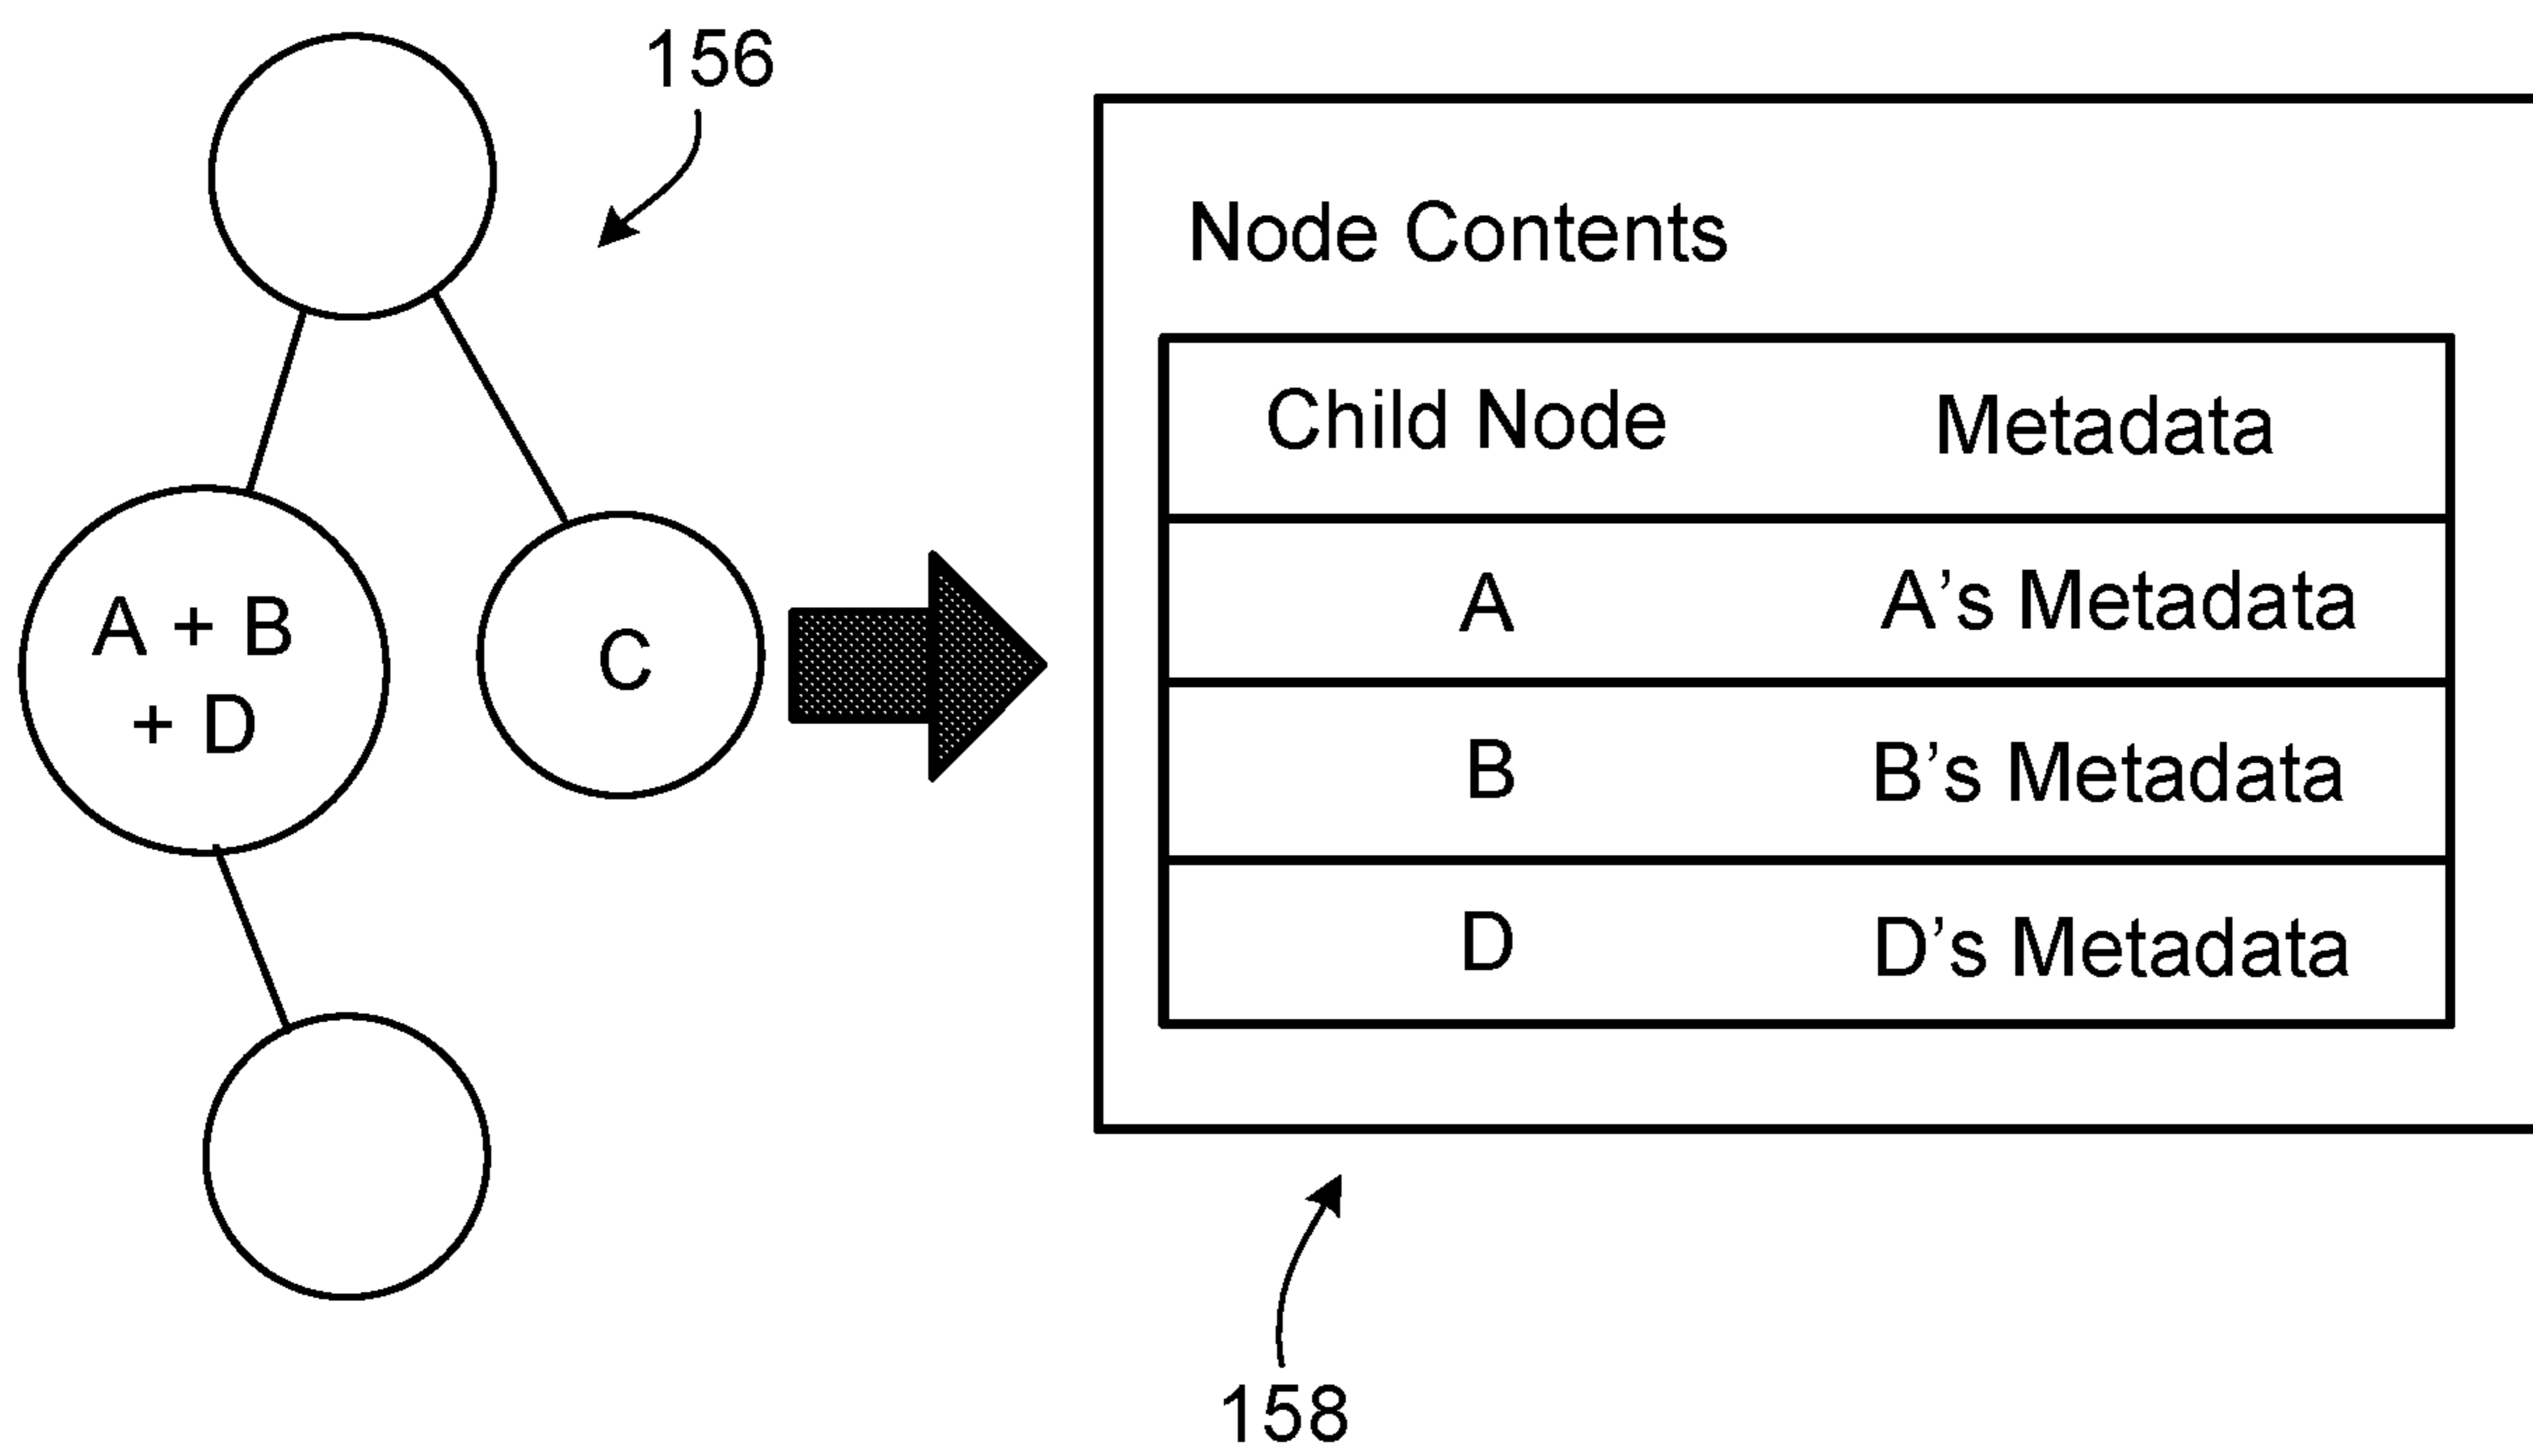 156
A + B
+ D
C
Node Contents
Child Node Metadata
A A’s Metadata
B B’s Metadata
D D’s Metadata
158